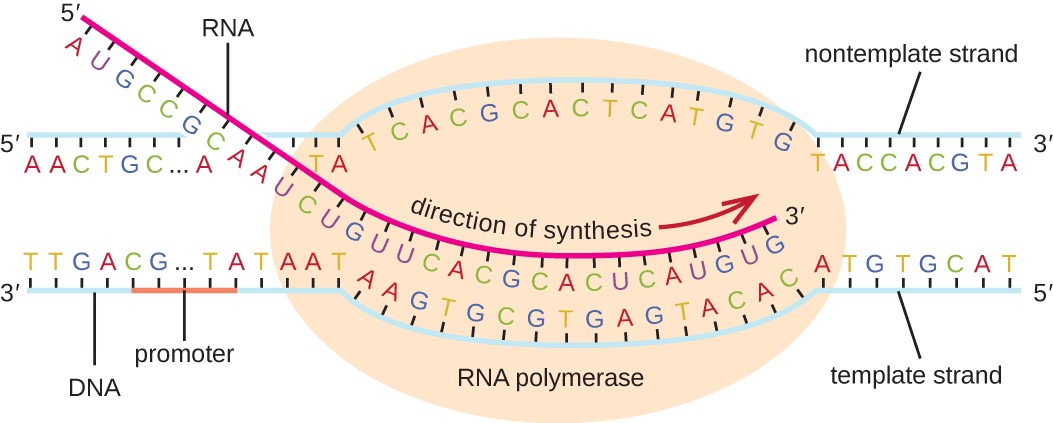 5′
RNA
nontemplate strand
AUGCCGCAAUCUGUUCACGCACUCAUGUG
TCACGCACTCATGTG
5′
3′
AACTGC...A
TA
TACCACGTA
direction of synthesis
3′
TTGACG...TATAAT
AAGTGCGTGAGTACAC
ATGTGCAT
3′
5′
promoter
DNA
RNA polymerase
template strand